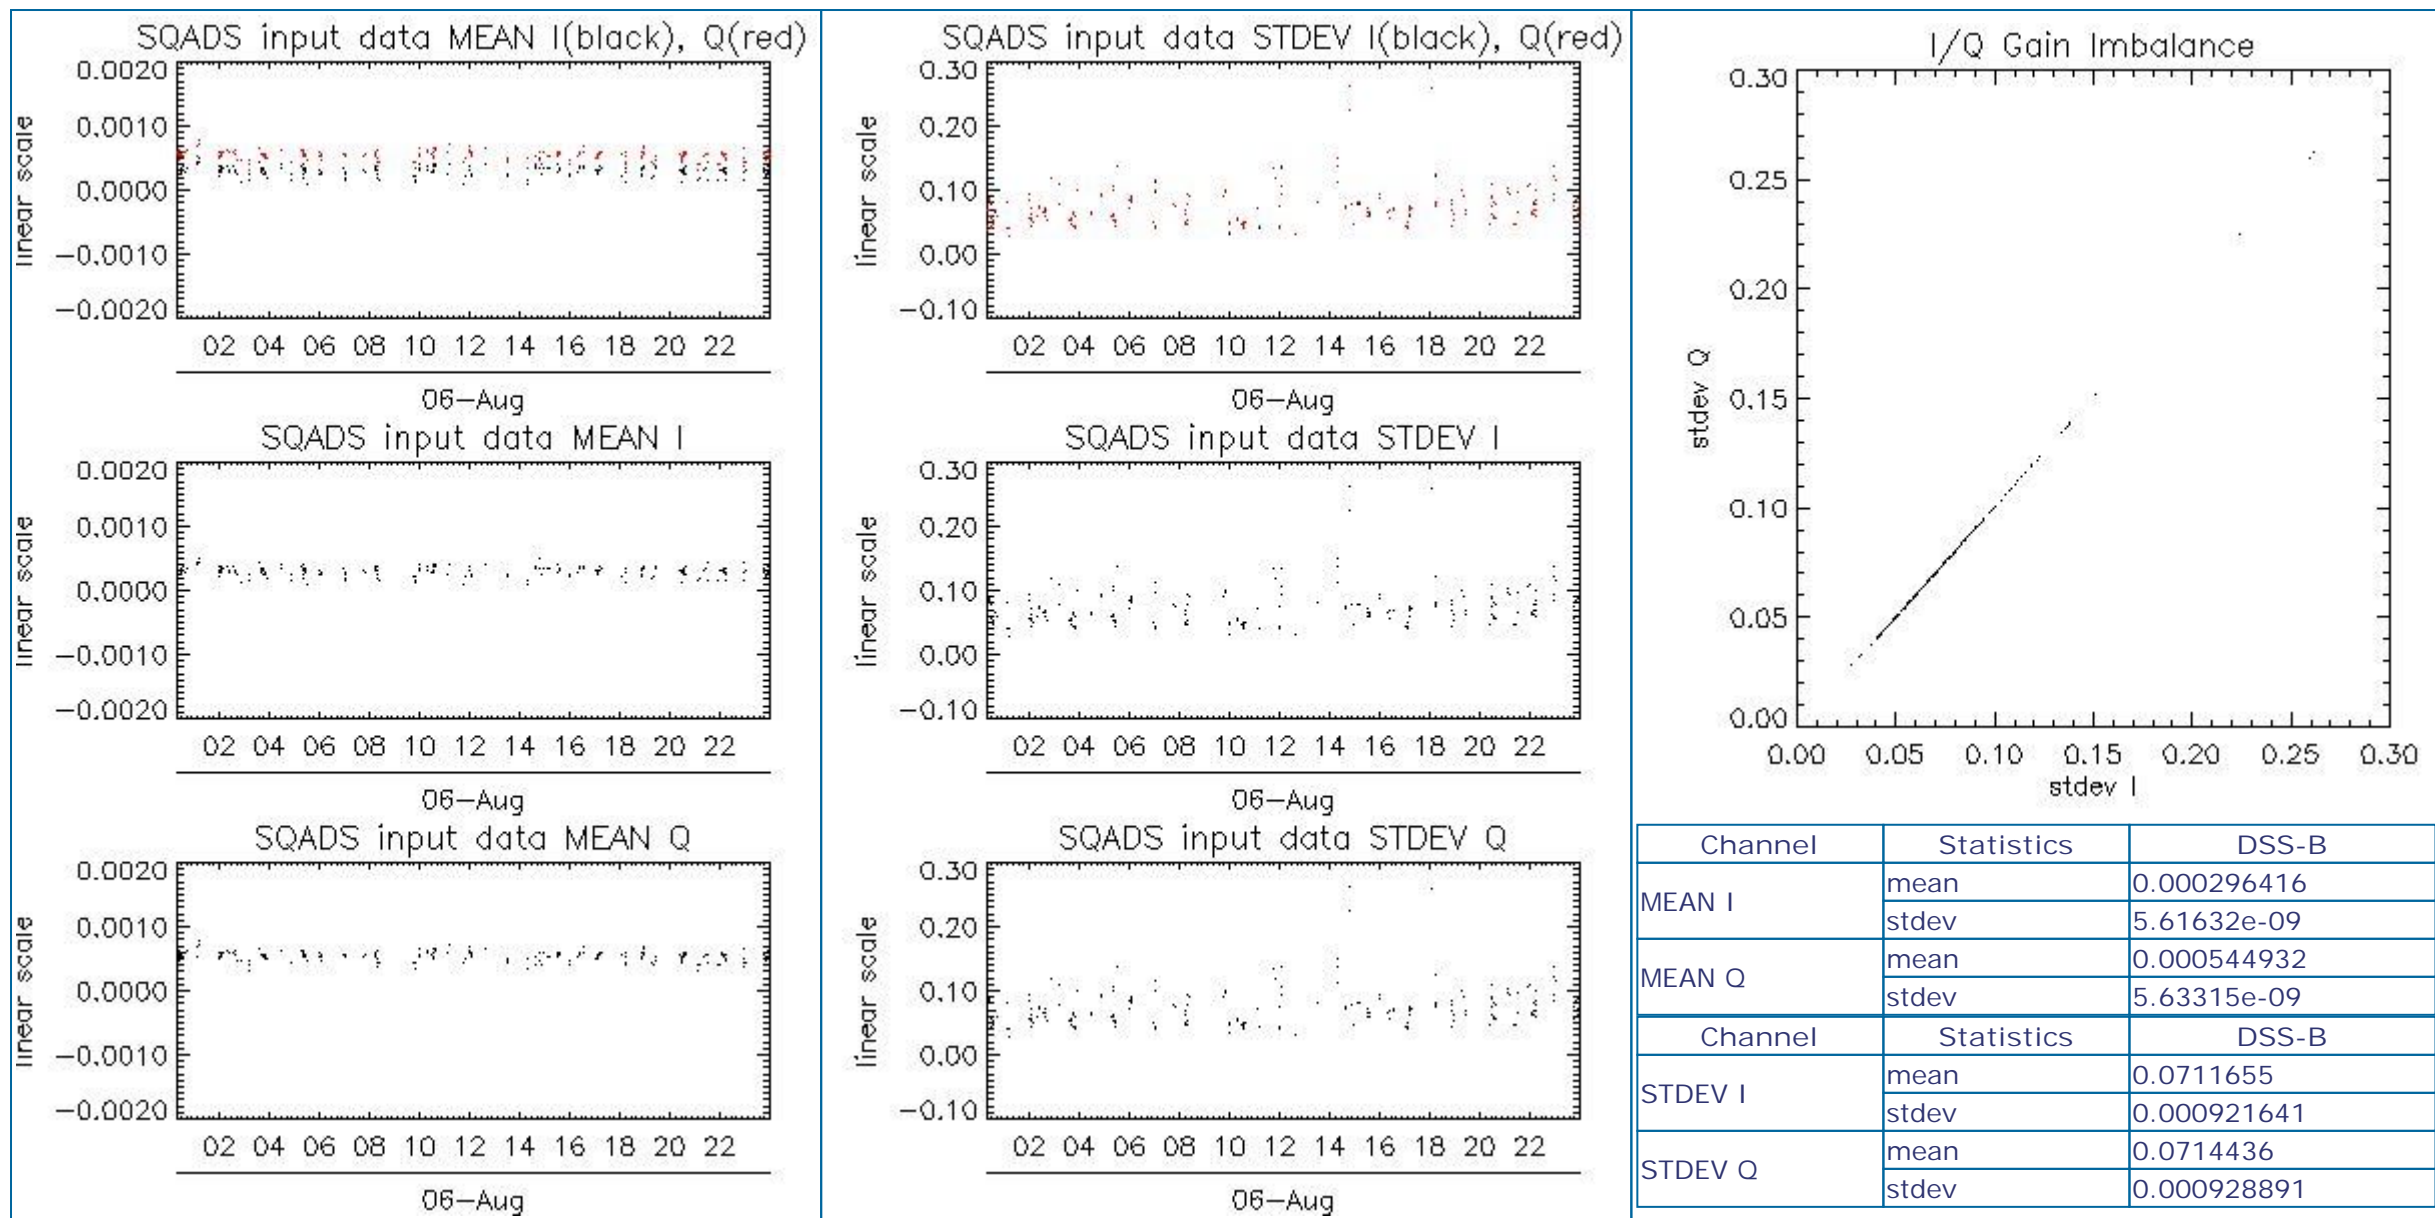 SQADS input data MEAN I(black), Q(red)
0.0020
0.0010
0.0000
−0.0010
−0.0020
linear scale
02 04 06 08 10 12 14 16 18 20 22
06−Aug
SQADS input data MEAN I
0.0020
0.0010
0.0000
−0.0010
−0.0020
linear scale
02 04 06 08 10 12 14 16 18 20 22
06−Aug
SQADS input data MEAN Q
0.0020
0.0010
0.0000
−0.0010
−0.0020
linear scale
02 04 06 08 10 12 14 16 18 20 22
06−Aug
SQADS input data STDEV I(black), Q(red)
0.30
0.20
0.10
0.00
−0.10
linear scale
02 04 06 08 10 12 14 16 18 20 22
06−Aug
SQADS input data STDEV I
0.30
0.20
0.10
0.00
−0.10
linear scale
02 04 06 08 10 12 14 16 18 20 22
06−Aug
SQADS input data STDEV Q
0.30
0.20
0.10
0.00
−0.10
linear scale
02 04 06 08 10 12 14 16 18 20 22
06−Aug
I/Q Gain Imbalance
0.30
0.25
0.20
0.15
0.10
0.05
0.00
stdev Q
0.00 0.05 0.10 0.15 0.20 0.25 0.30
stdev I
Channel Statistics DSS-B
MEAN I mean 0.000296416
stdev 5.61632e-09
MEAN Q mean 0.000544932
stdev 5.63315e-09
Channel Statistics DSS-B
STDEV I mean 0.0711655
stdev 0.000921641
STDEV Q mean 0.0714436
stdev 0.000928891